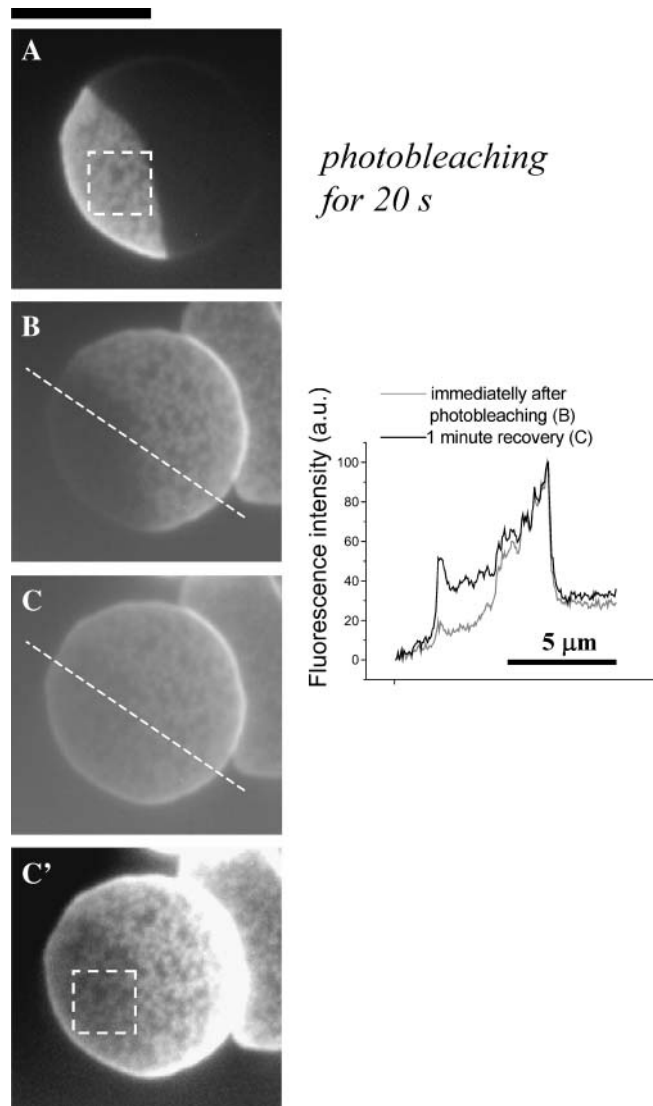 A
photobleaching
for 20 s
B
immediatelly after
photobleaching (B)
1 minute recovery (C)
Fluorescence intensity (a.u.)
100
80
60
40
20
0
5 μm
C
C'